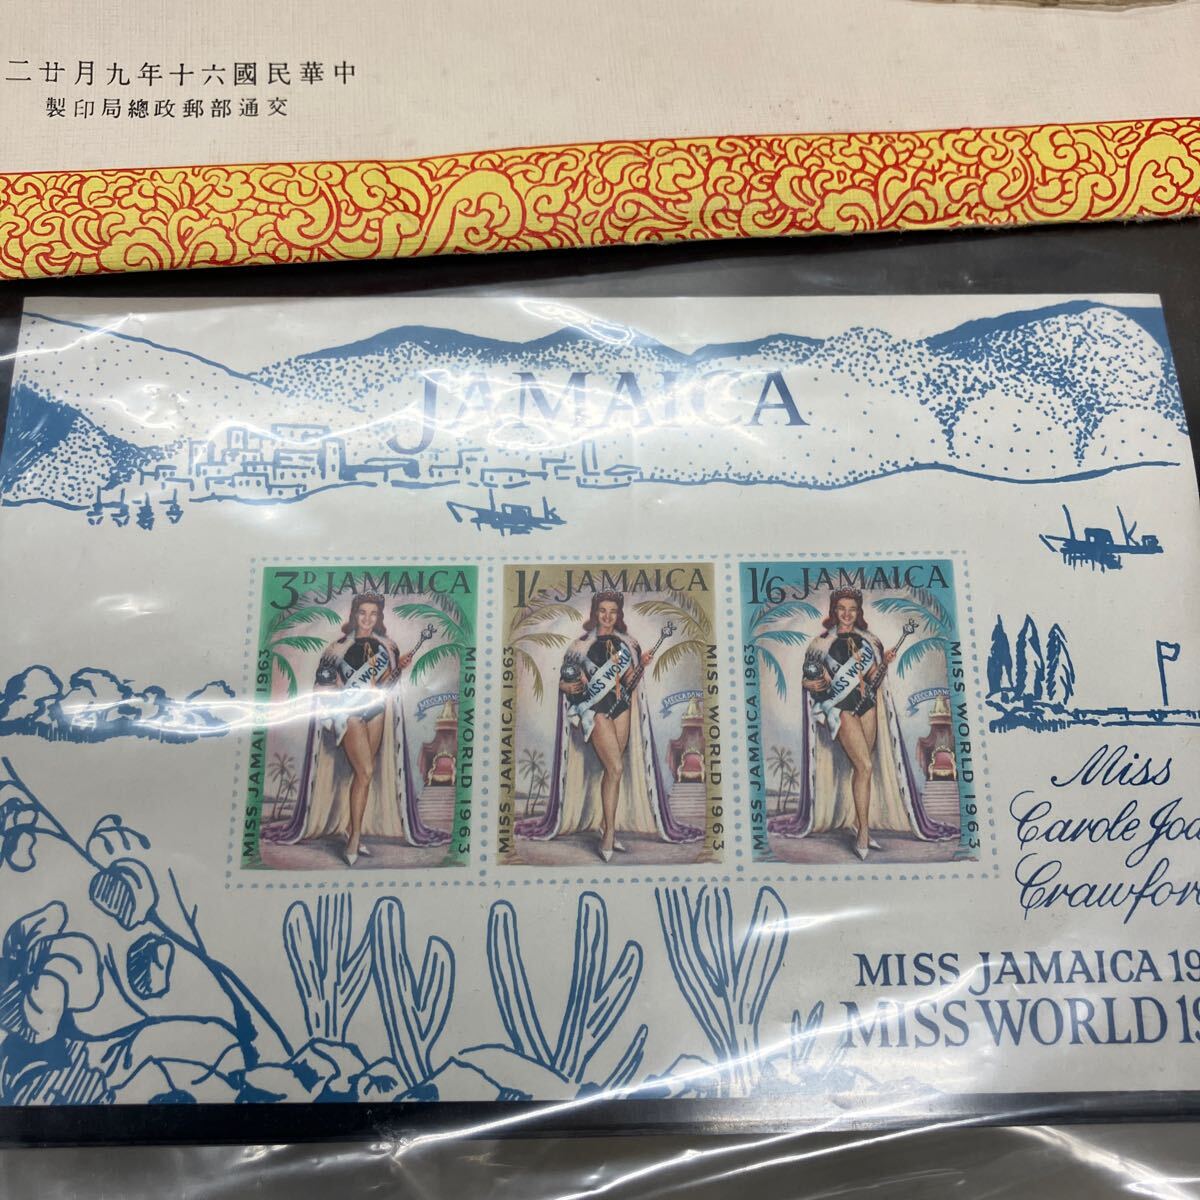 中華民國六十年九月廿二
交通部郵政總局印製
JAMAICA
3D JAMAICA
MISS JAMAICA 1963
MISS WORLD 1963
WORLD
1/- JAMAICA
MISS JAMAICA 1963
MISS WORLD 1963
MISS WORLD
1/6 JAMAICA
MISS JAMAICA 1963
MISS WORLD 1963
MISS WORLD
Miss
Carole Joa
Crawfor
MISS JAMAICA 19
MISS WORLD 19